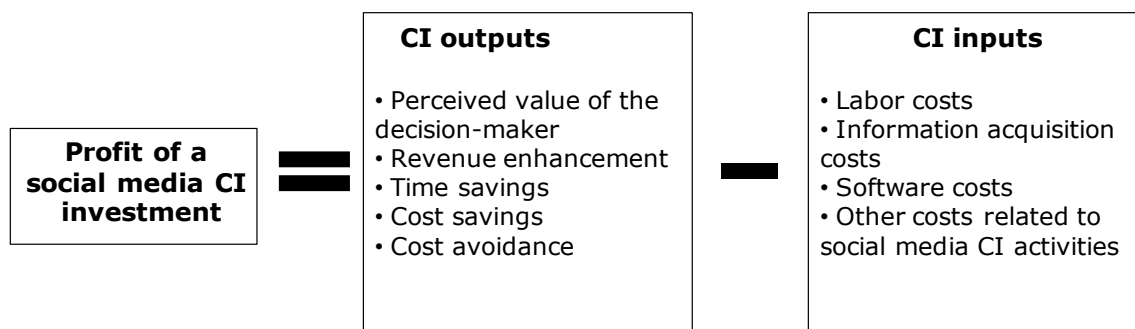 Profit of a
social media CI
investment
CI outputs
• Perceived value of the
decision-maker
• Revenue enhancement
• Time savings
• Cost savings
• Cost avoidance
CI inputs
• Labor costs
• Information acquisition
costs
• Software costs
• Other costs related to
social media CI activities